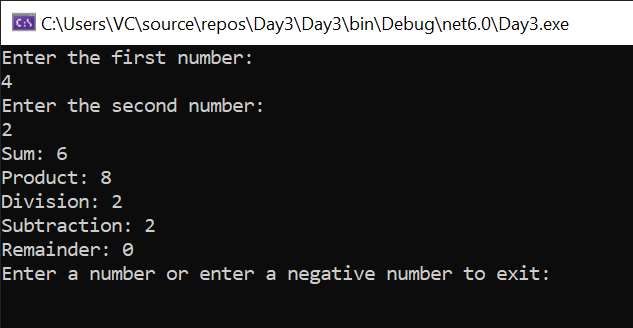 C:\Users\VC\source\repos\Day3\Day3\bin\Debug\net6.0\Day3.exe
Enter the first number:
4
Enter the second number:
2
Sum: 6
Product: 8
Division: 2
Subtraction: 2
Remainder: 0
Enter a number or enter a negative number to exit: